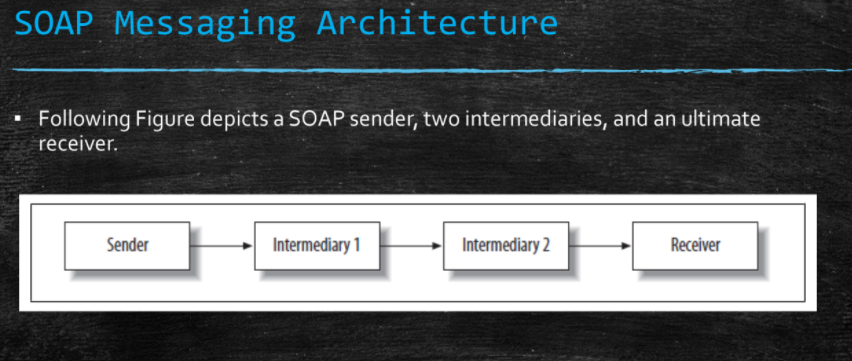 SOAP Messaging Architecture
▪ Following Figure depicts a SOAP sender, two intermediaries, and an ultimate
receiver.
Sender
Intermediary 1
Intermediary 2
Receiver